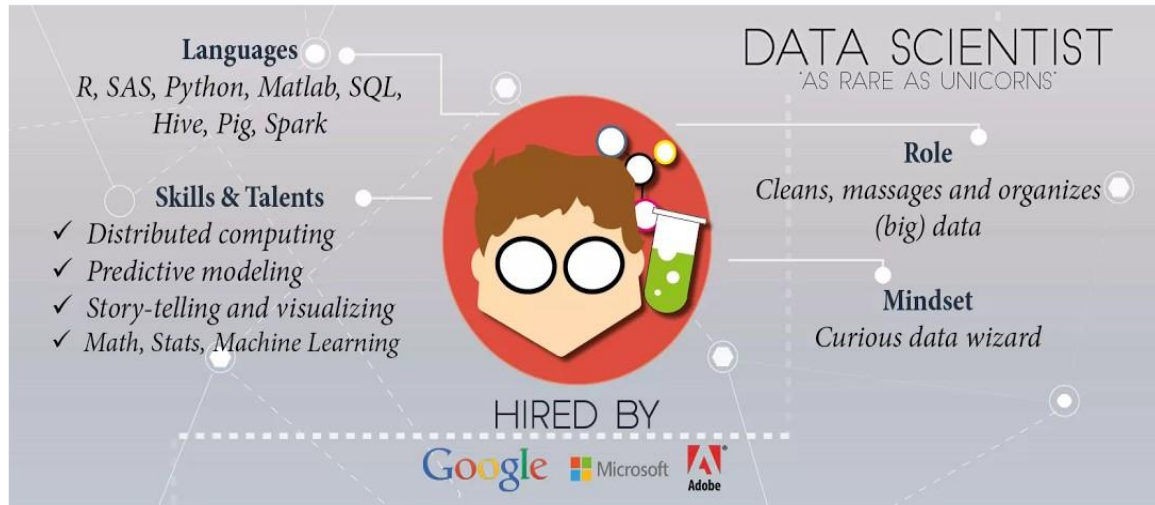 DATA SCIENTIST
"AS RARE AS UNICORNS"
Languages
R, SAS, Python, Matlab, SQL,
Hive, Pig, Spark
Skills & Talents
✓ Distributed computing
✓ Predictive modeling
✓ Story-telling and visualizing
✓ Math, Stats, Machine Learning
Role
Cleans, massages and organizes
(big) data
Mindset
Curious data wizard
HIRED BY
Google
Microsoft
Adobe